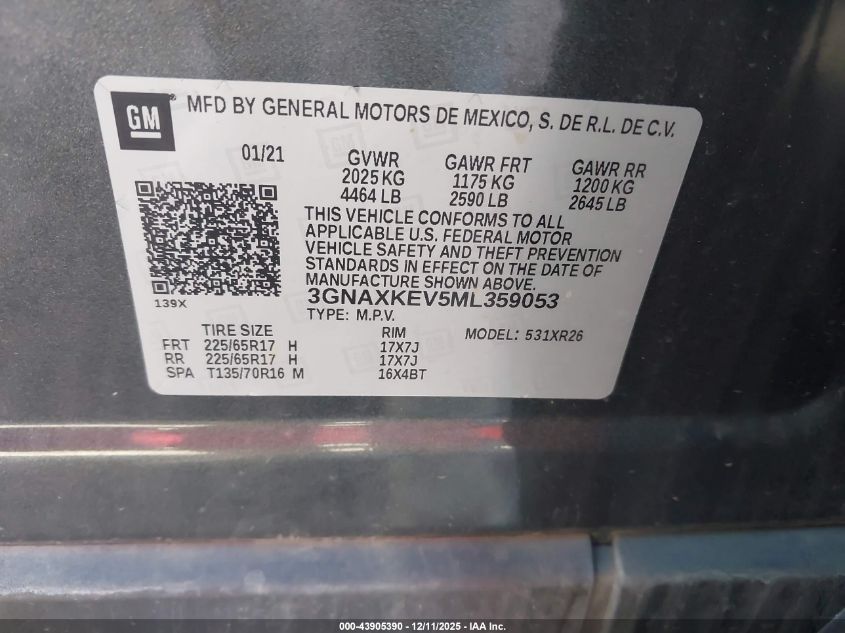 GM ® MFD BY GENERAL MOTORS DE MEXICO, S. DE R.L. DE C.V.
01/21 GVWR GAWR FRT GAWR RR
2025 KG 1175 KG 1200 KG
4464 LB 2590 LB 2645 LB
THIS VEHICLE CONFORMS TO ALL
APPLICABLE U.S. FEDERAL MOTOR
VEHICLE SAFETY AND THEFT PREVENTION
STANDARDS IN EFFECT ON THE DATE OF
MANUFACTURE SHOWN ABOVE.
139X 3GNAXKEV5ML359053
TYPE: M.P.V.
TIRE SIZE RIM MODEL: 531XR26
FRT 225/65R17 H 17X7J
RR 225/65R17 H 17X7J
SPA T135/70R16 M 16X4BT
000-43905390 - 12/11/2025 - IAA Inc.